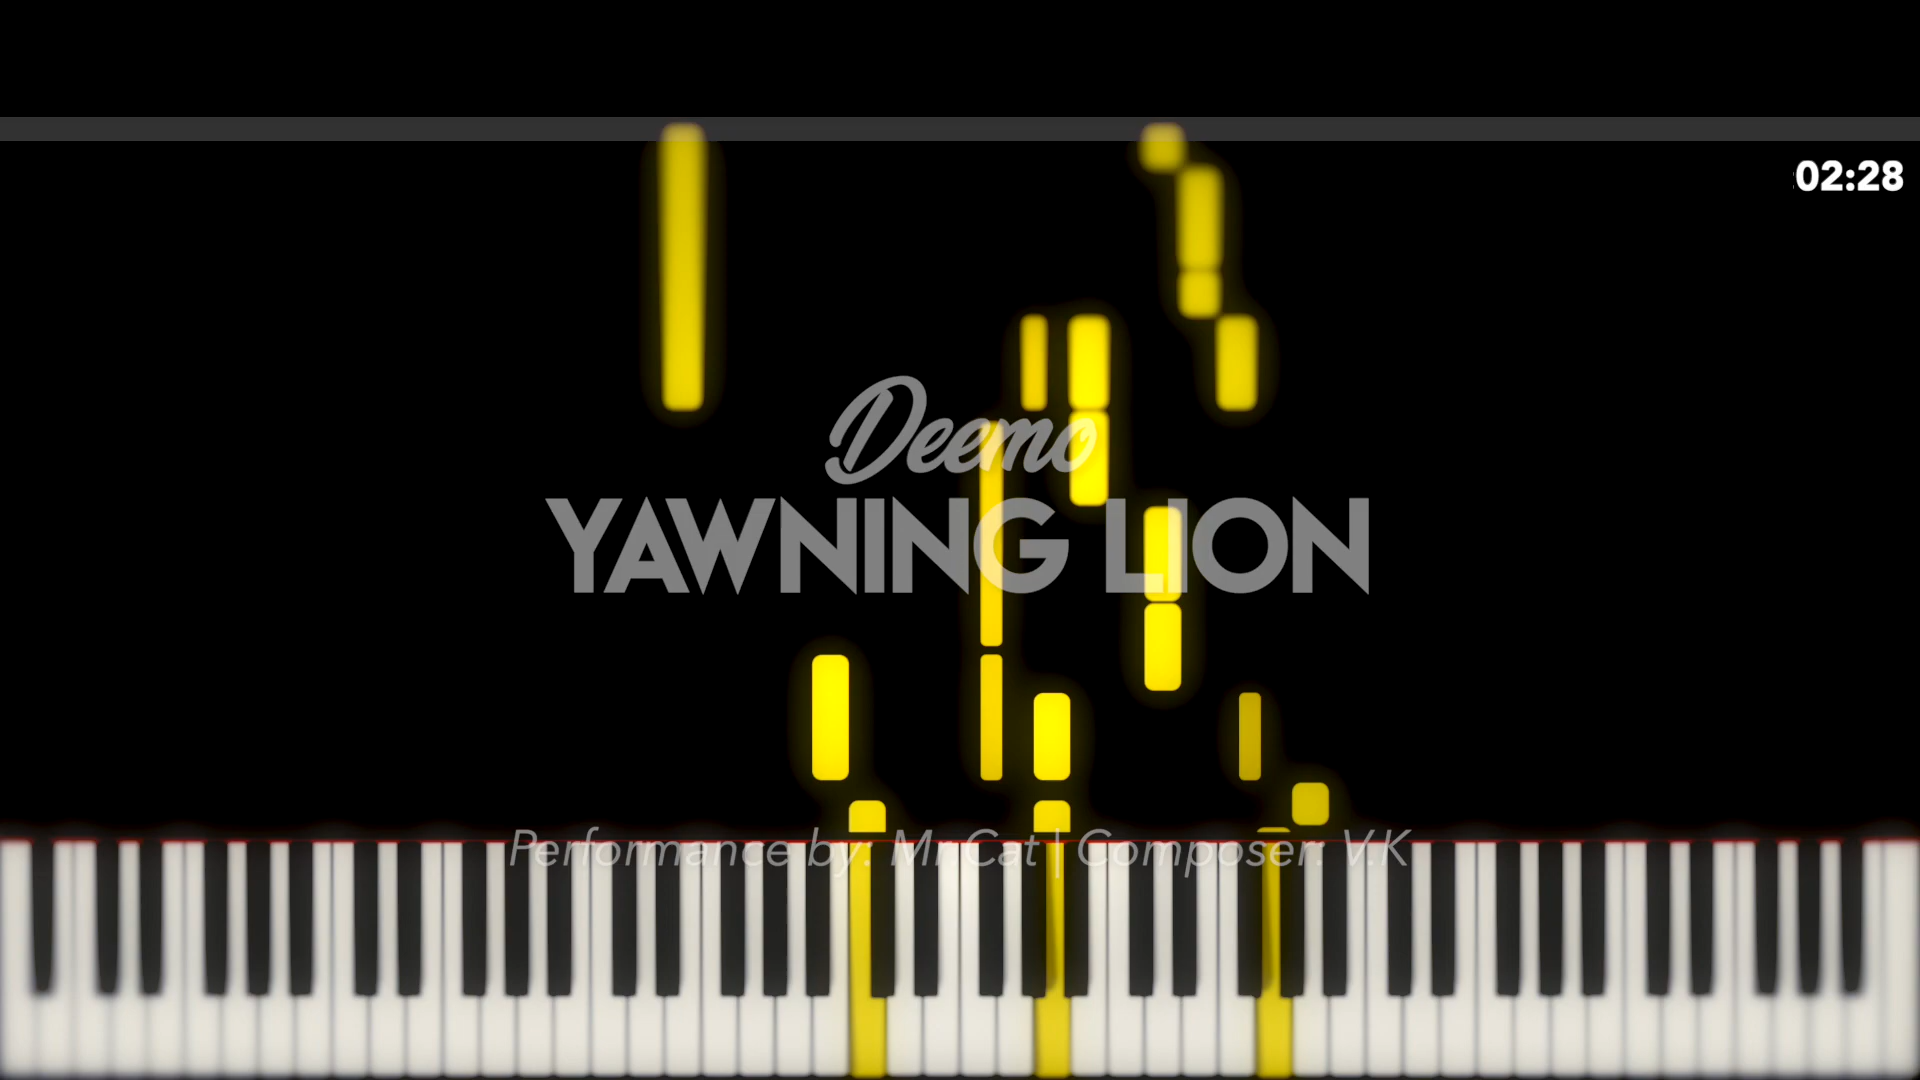 02:28
Deemo
YAWNING LION
Performance by: Mr.Cat | Composer: V.K